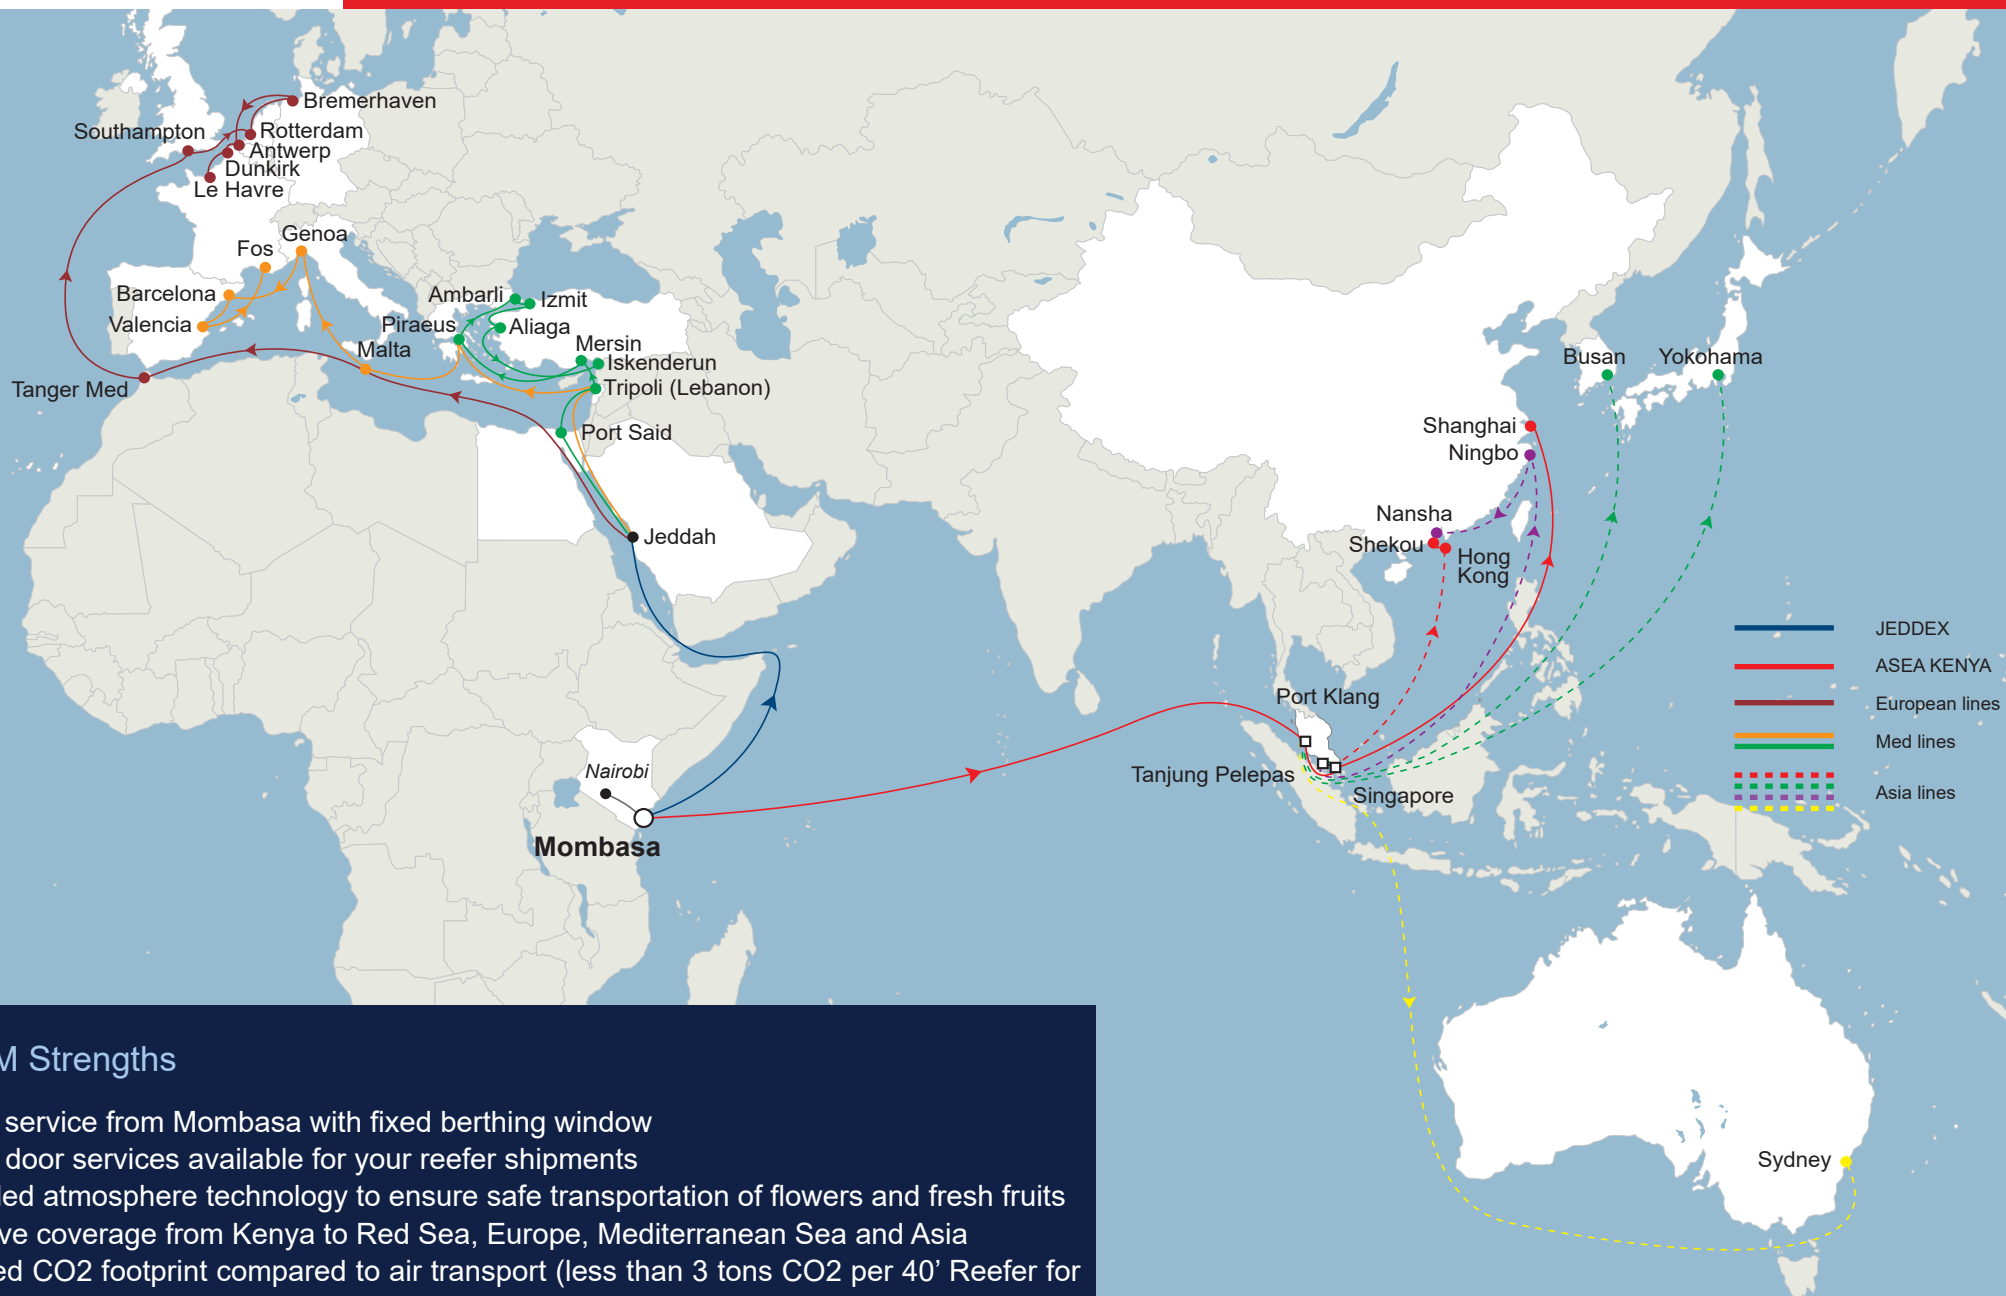 Bremerhaven
Southampton
Rotterdam
Antwerp
Dunkirk
Le Havre
Genoa
Fos
Barcelona
Valencia
Ambarli
Izmit
Piraeus
Aliaga
Malta
Mersin
Iskenderun
Tanger Med
Tripoli (Lebanon)
Port Said
Jeddah
Busan
Yokohama
Shanghai
Ningbo
Nansha
Shekou
Hong
Kong
Port Klang
Tanjung Pelepas
Singapore
Nairobi
Mombasa
Sydney
JEDDEX
ASEA KENYA
European lines
Med lines
Asia lines
M Strengths
service from Mombasa with fixed berthing window
door services available for your reefer shipments
led atmosphere technology to ensure safe transportation of flowers and fresh fruits
ve coverage from Kenya to Red Sea, Europe, Mediterranean Sea and Asia
ed CO2 footprint compared to air transport (less than 3 tons CO2 per 40’ Reefer for